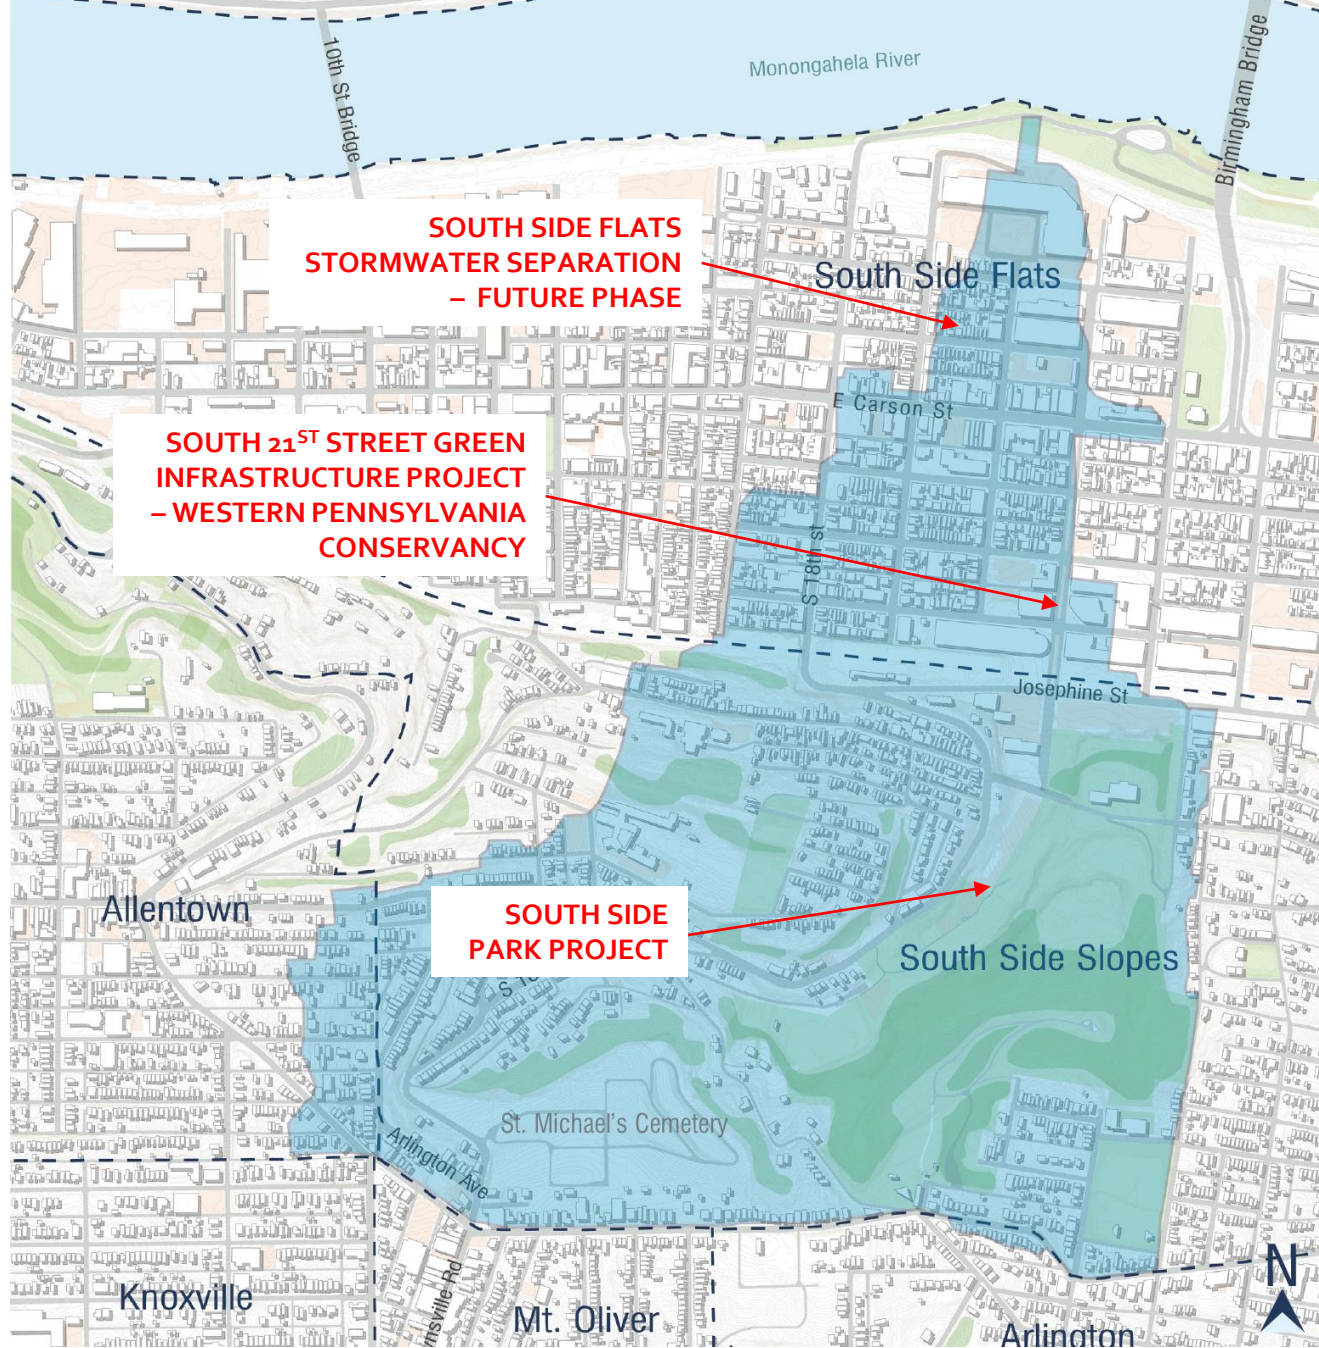 Monongahela River
10th St Bridge
Birmingham Bridge
SOUTH SIDE FLATS
STORMWATER SEPARATION
– FUTURE PHASE
South Side Flats
E Carson St
SOUTH 21ST STREET GREEN
INFRASTRUCTURE PROJECT
– WESTERN PENNSYLVANIA
CONSERVANCY
S 18th st
Josephine St
Allentown
SOUTH SIDE
PARK PROJECT
South Side Slopes
St. Michael's Cemetery
Arlington Ave
N
Knoxville
Mt. Oliver
Arlington